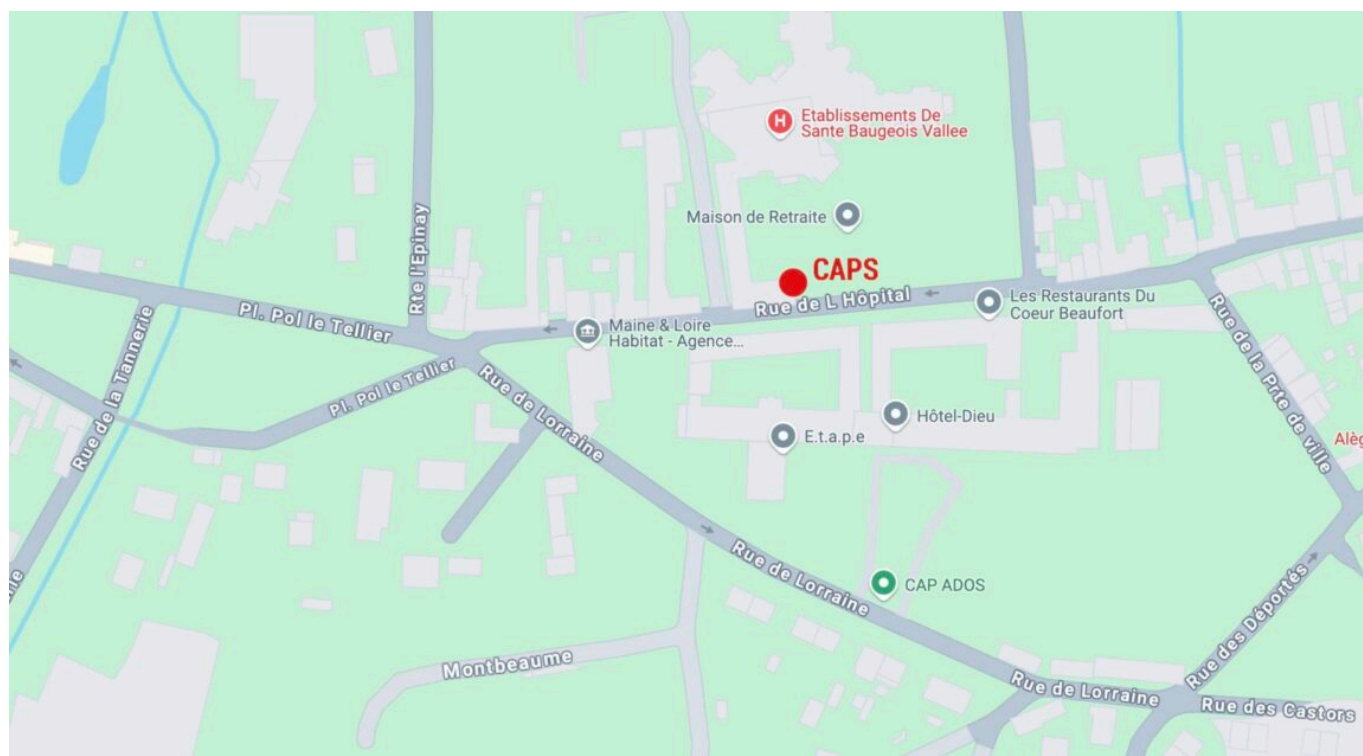 Etablissements De
Sante Baugeois Vallee
H
Maison de Retraite
CAPS
Rte l'Epinay
Rue de L Hôpital
Les Restaurants Du
Coeur Beaufort
Pl. Pol le Tellier
Maine & Loire
Habitat - Agence...
Rue de la Tannerie
Pl. Pol le Tellier
Rue de Lorraine
Rue de la Prte de ville
Hôtel-Dieu
E.t.a.p.e
Alèg
Rue de Lorraine
CAP ADOS
Rue des Déportés
Montbeaume
Rue de Lorraine
Rue des Castors